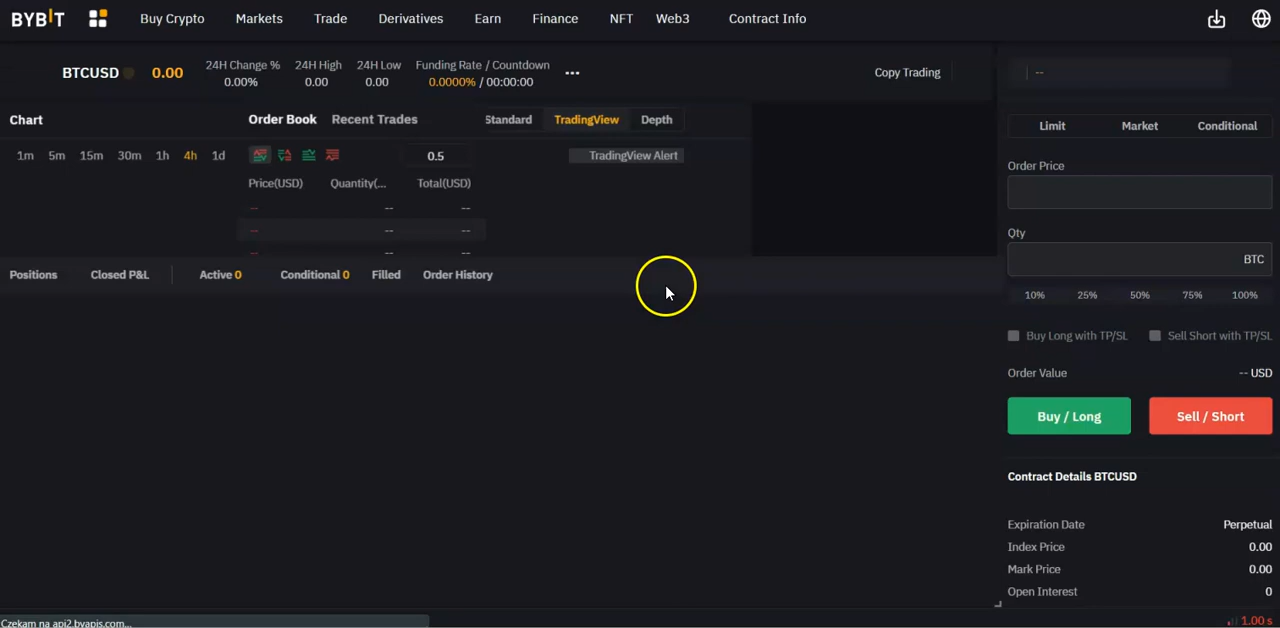 BYBIT Buy Crypto Markets Trade Derivatives Earn Finance NFT Web3 Contract Info
BTCUSD 0.00 24H Change % 24H High 24H Low Funding Rate / Countdown ••• Copy Trading --
0.00% 0.00 0.00 0.0000% / 00:00:00
Chart Order Book Recent Trades Standard TradingView Depth
Limit Market Conditional
1m 5m 15m 30m 1h 4h 1d 0.5 TradingView Alert
Order Price
Price(USD) Quantity(... Total(USD)
-- -- --
-- -- --
-- -- --
Qty
BTC
Positions Closed P&L Active 0 Conditional 0 Filled Order History
10% 25% 50% 75% 100%
Buy Long with TP/SL Sell Short with TP/SL
Order Value -- USD
Buy / Long Sell / Short
Contract Details BTCUSD
Expiration Date Perpetual
Index Price 0.00
Mark Price 0.00
Open Interest 0
Czekam na api2.byapis.com... 1.00 s